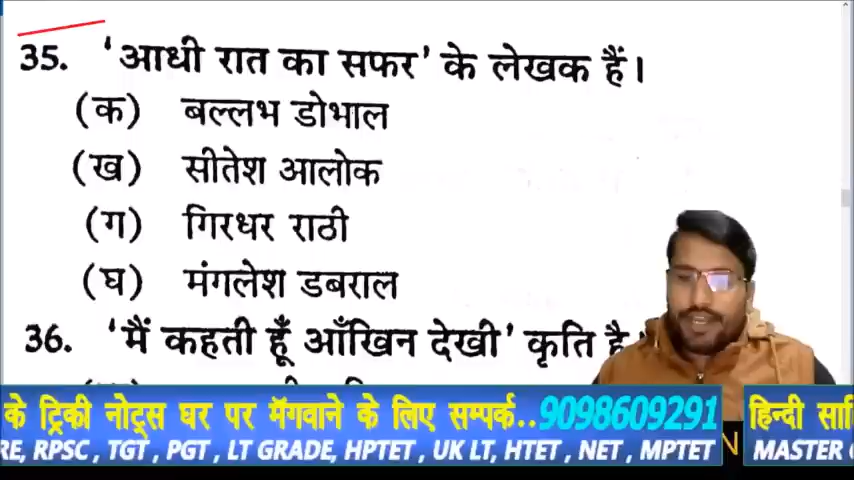 35. 'आधी रात का सफर' के लेखक हैं।
(क) बल्लभ डोभाल
(ख) सीतेश आलोक
(ग) गिरधर राठी
(घ) मंगलेश डबराल
36. 'मैं कहती हूँ आँखिन देखी' कृति है
के ट्रिकी नोट्स घर पर मॅगवाने के लिए सम्पर्क..9098609291 हिन्दी सा
RE, RPSC , TGT , PGT , LT GRADE, HPTET , UK LT, HTET , NET , MPTET N MASTER